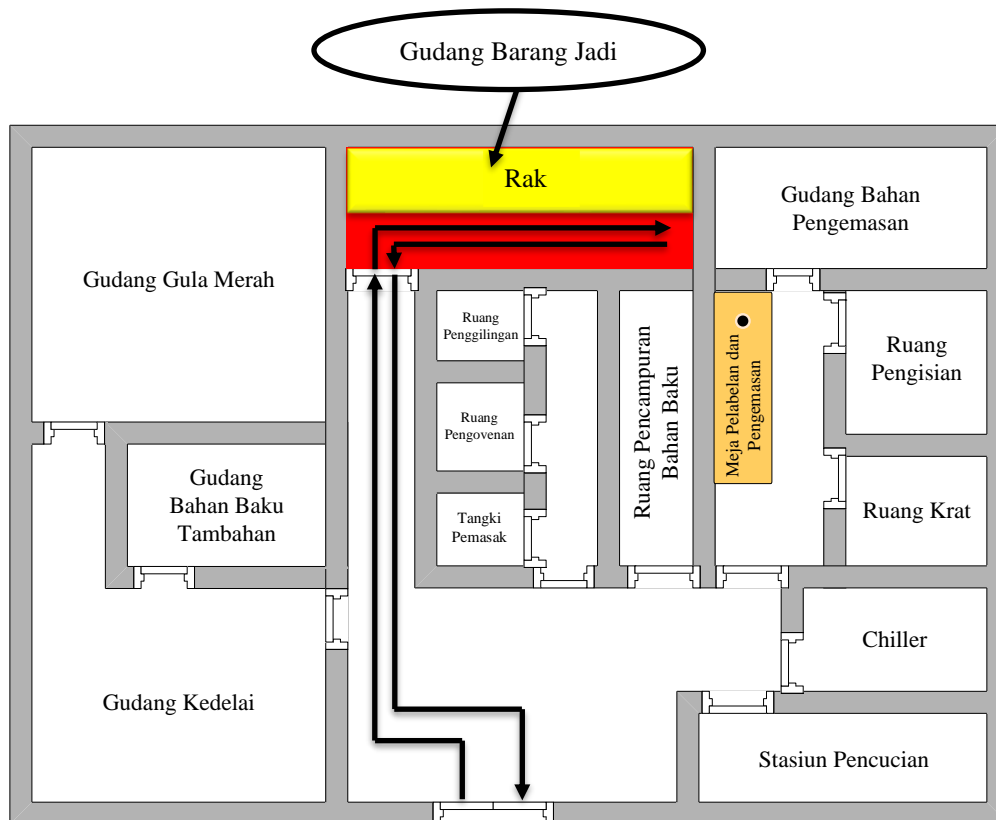 Gudang Barang Jadi
Rak
Gudang Bahan
Pengemasan
Gudang Gula Merah
Ruang
Penggilingan
Ruang
Pengovenan
Tangki
Pemasak
Ruang Pencampuran
Bahan Baku
Meja Pelabelan dan
Pengemasan
Ruang
Pengisian
Ruang Krat
Gudang
Bahan Baku
Tambahan
Gudang Kedelai
Chiller
Stasiun Pencucian